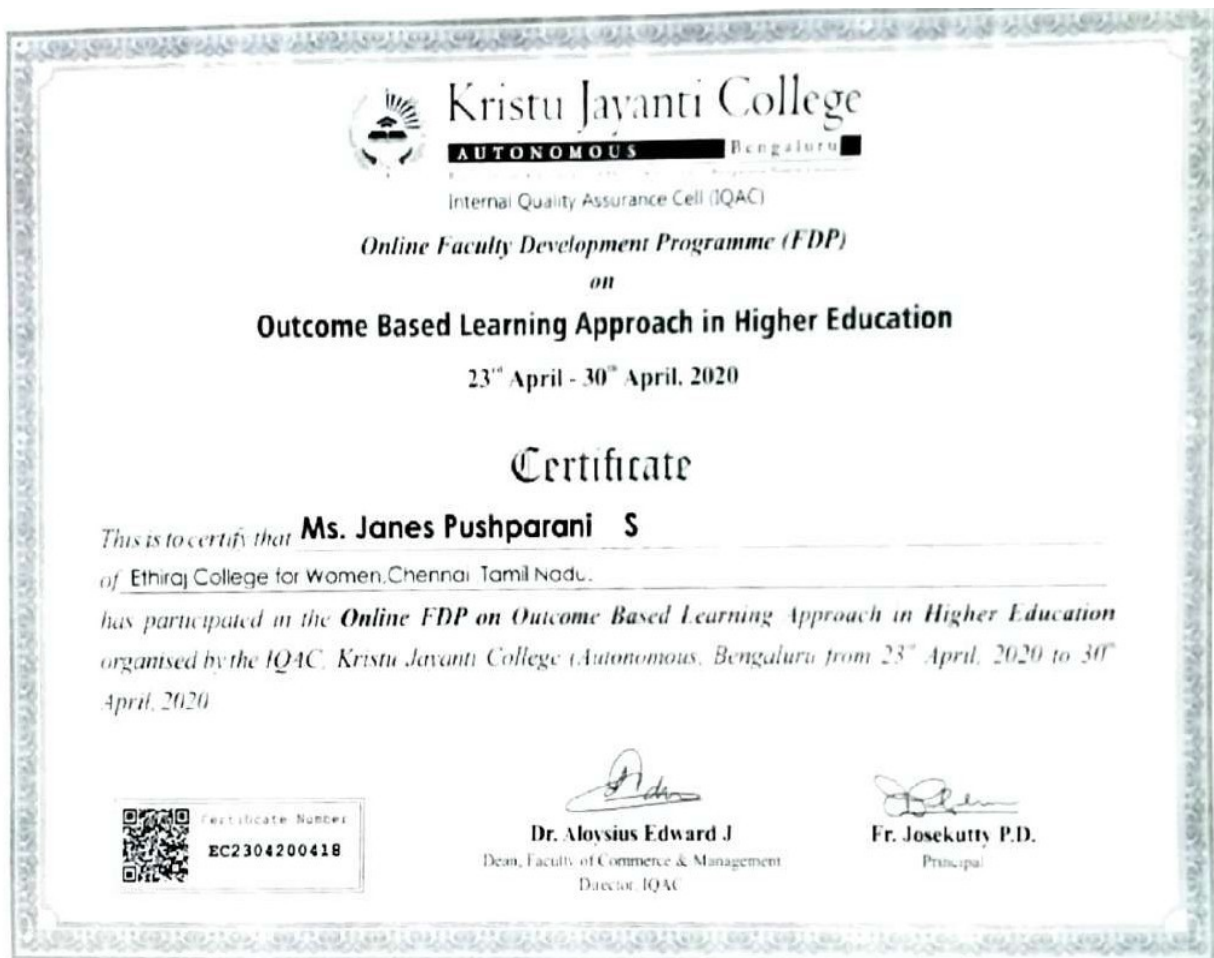 Kristu Jayanti College
AUTONOMOUS Bengaluru
Internal Quality Assurance Cell (IQAC)
Online Faculty Development Programme (FDP)
on
Outcome Based Learning Approach in Higher Education
23rd April - 30th April, 2020
Certificate
This is to certify that Ms. Janes Pushparani S
of Ethiraj College for Women,Chennai Tamil Nadu.
has participated in the Online FDP on Outcome Based Learning Approach in Higher Education
organised by the IQAC, Kristu Jayanti College (Autonomous, Bengaluru from 23rd April, 2020 to 30th
April, 2020
Certificate Number
EC2304200418
Dr. Aloysius Edward J
Dean, Faculty of Commerce & Management
Director, IQAC
Fr. Josekutty P.D.
Principal